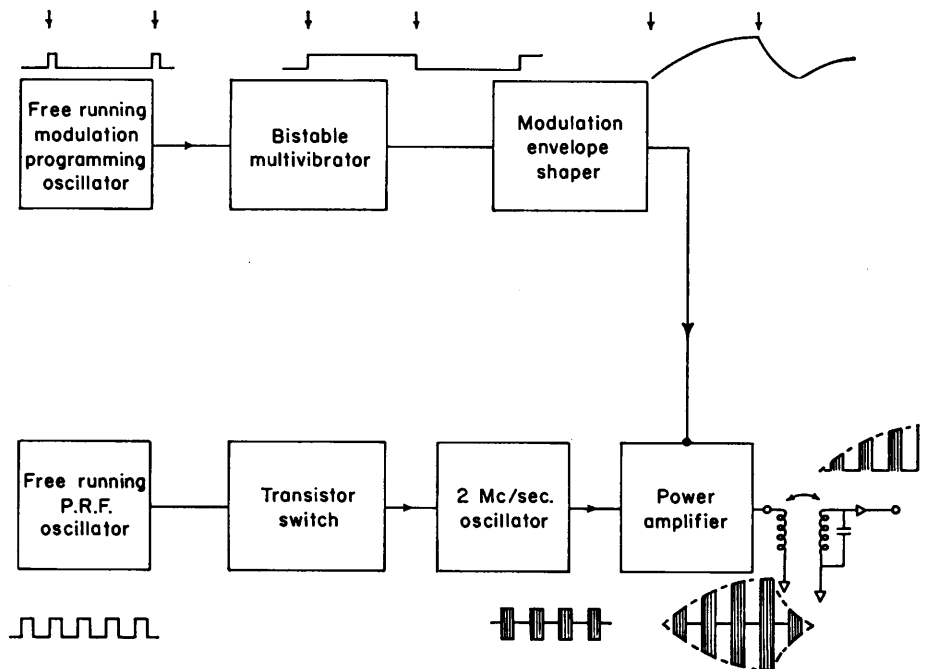 Free running
modulation
programming
oscillator
Bistable
multivibrator
Modulation
envelope
shaper
Free running
P.R.F.
oscillator
Transistor
switch
2 Mc/sec.
oscillator
Power
amplifier